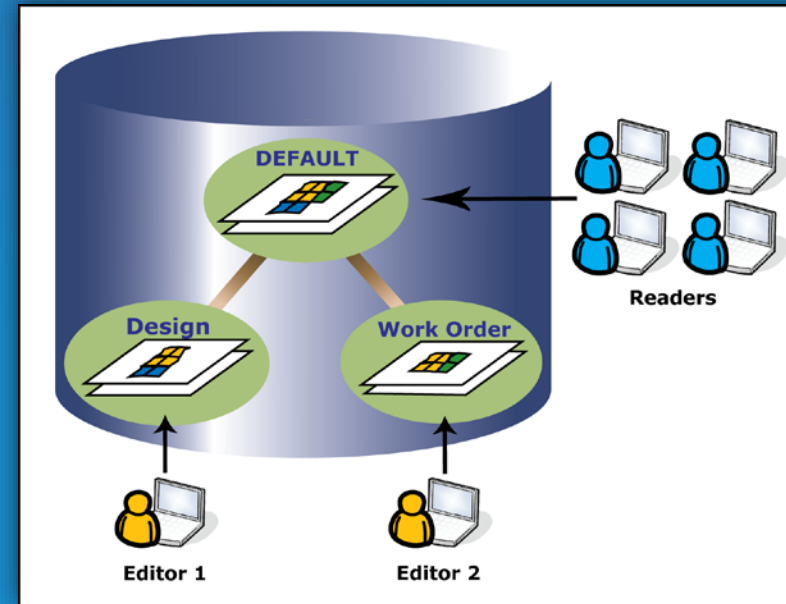 DEFAULT
Design
Work Order
Readers
Editor 1
Editor 2